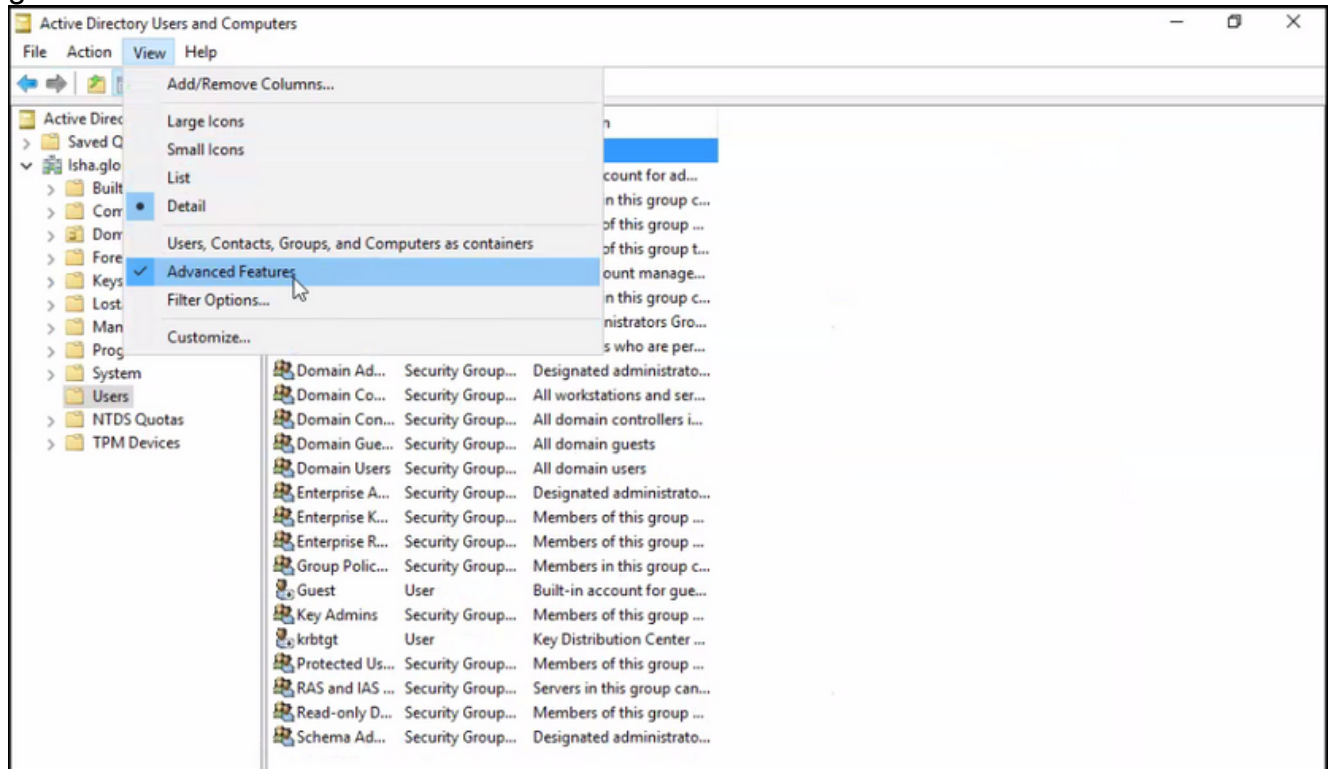 Active Directory Users and Computers
File Action View Help
Add/Remove Columns...
Large Icons
Small Icons
List
Detail
Users, Contacts, Groups, and Computers as containers
Advanced Features
Filter Options...
Customize...
Active Direc
Saved Q
Isha.glo
Built
Com
Dom
Fore
Keys
Lost
Man
Prog
System
Users
NTDS Quotas
TPM Devices
n
count for ad...
n this group c...
of this group ...
of this group t...
ount manage...
n this group c...
nistrators Gro...
s who are per...
Domain Ad... Security Group... Designated administrato...
Domain Co... Security Group... All workstations and ser...
Domain Con... Security Group... All domain controllers i...
Domain Gue... Security Group... All domain guests
Domain Users Security Group... All domain users
Enterprise A... Security Group... Designated administrato...
Enterprise K... Security Group... Members of this group ...
Enterprise R... Security Group... Members of this group ...
Group Polic... Security Group... Members in this group c...
Guest User Built-in account for gue...
Key Admins Security Group... Members of this group ...
krbtgt User Key Distribution Center ...
Protected Us... Security Group... Members of this group ...
RAS and IAS ... Security Group... Servers in this group can...
Read-only D... Security Group... Members of this group ...
Schema Ad... Security Group... Designated administrato...